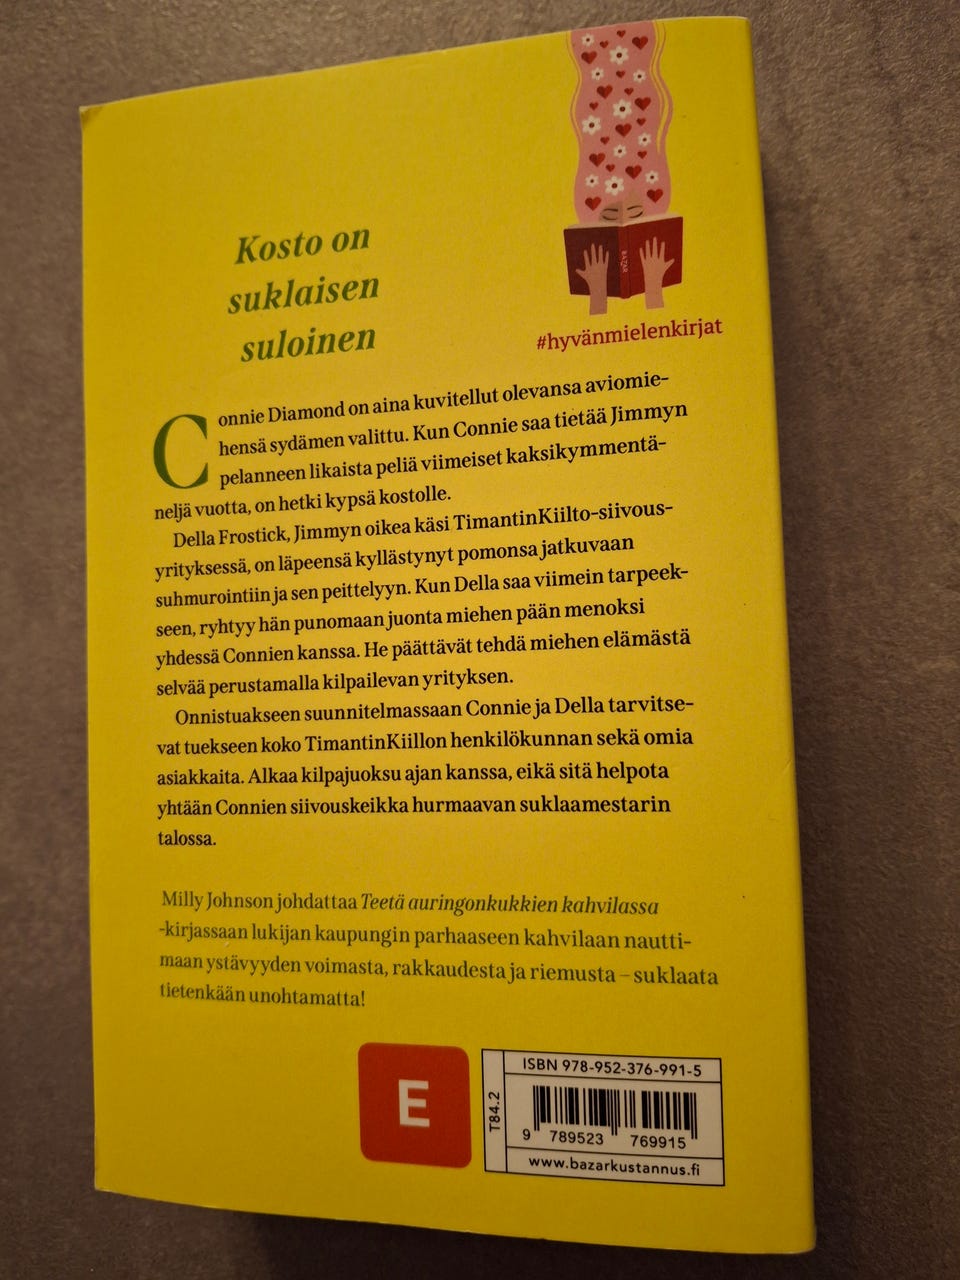 Kosto on
suklaisen
suloinen
BAZAR
#hyvänmielenkirjat
Connie Diamond on aina kuvitellut olevansa aviomie-
hensä sydämen valittu. Kun Connie saa tietää Jimmyn
pelanneen likaista peliä viimeiset kaksikymmentä-
neljä vuotta, on hetki kypsä kostolle.
Della Frostick, Jimmyn oikea käsi TimantinKiilto-siivous-
yrityksessä, on läpeensä kyllästynyt pomonsa jatkuvaan
suhmurointiin ja sen peittelyyn. Kun Della saa viimein tarpeek-
seen, ryhtyy hän punomaan juonta miehen pään menoksi
yhdessä Connien kanssa. He päättävät tehdä miehen elämästä
selvää perustamalla kilpailevan yrityksen.
Onnistuakseen suunnitelmassaan Connie ja Della tarvitse-
vat tuekseen koko TimantinKiillon henkilökunnan sekä omia
asiakkaita. Alkaa kilpajuoksu ajan kanssa, eikä sitä helpota
yhtään Connien siivouskeikka hurmaavan suklaamestarin
talossa.
Milly Johnson johdattaa Teetä auringonkukkien kahvilassa
-kirjassaan lukijan kaupungin parhaaseen kahvilaan nautti-
maan ystävyyden voimasta, rakkaudesta ja riemusta – suklaata
tietenkään unohtamatta!
E
T84.2
ISBN 978-952-376-991-5
9 789523 769915
www.bazarkustannus.fi